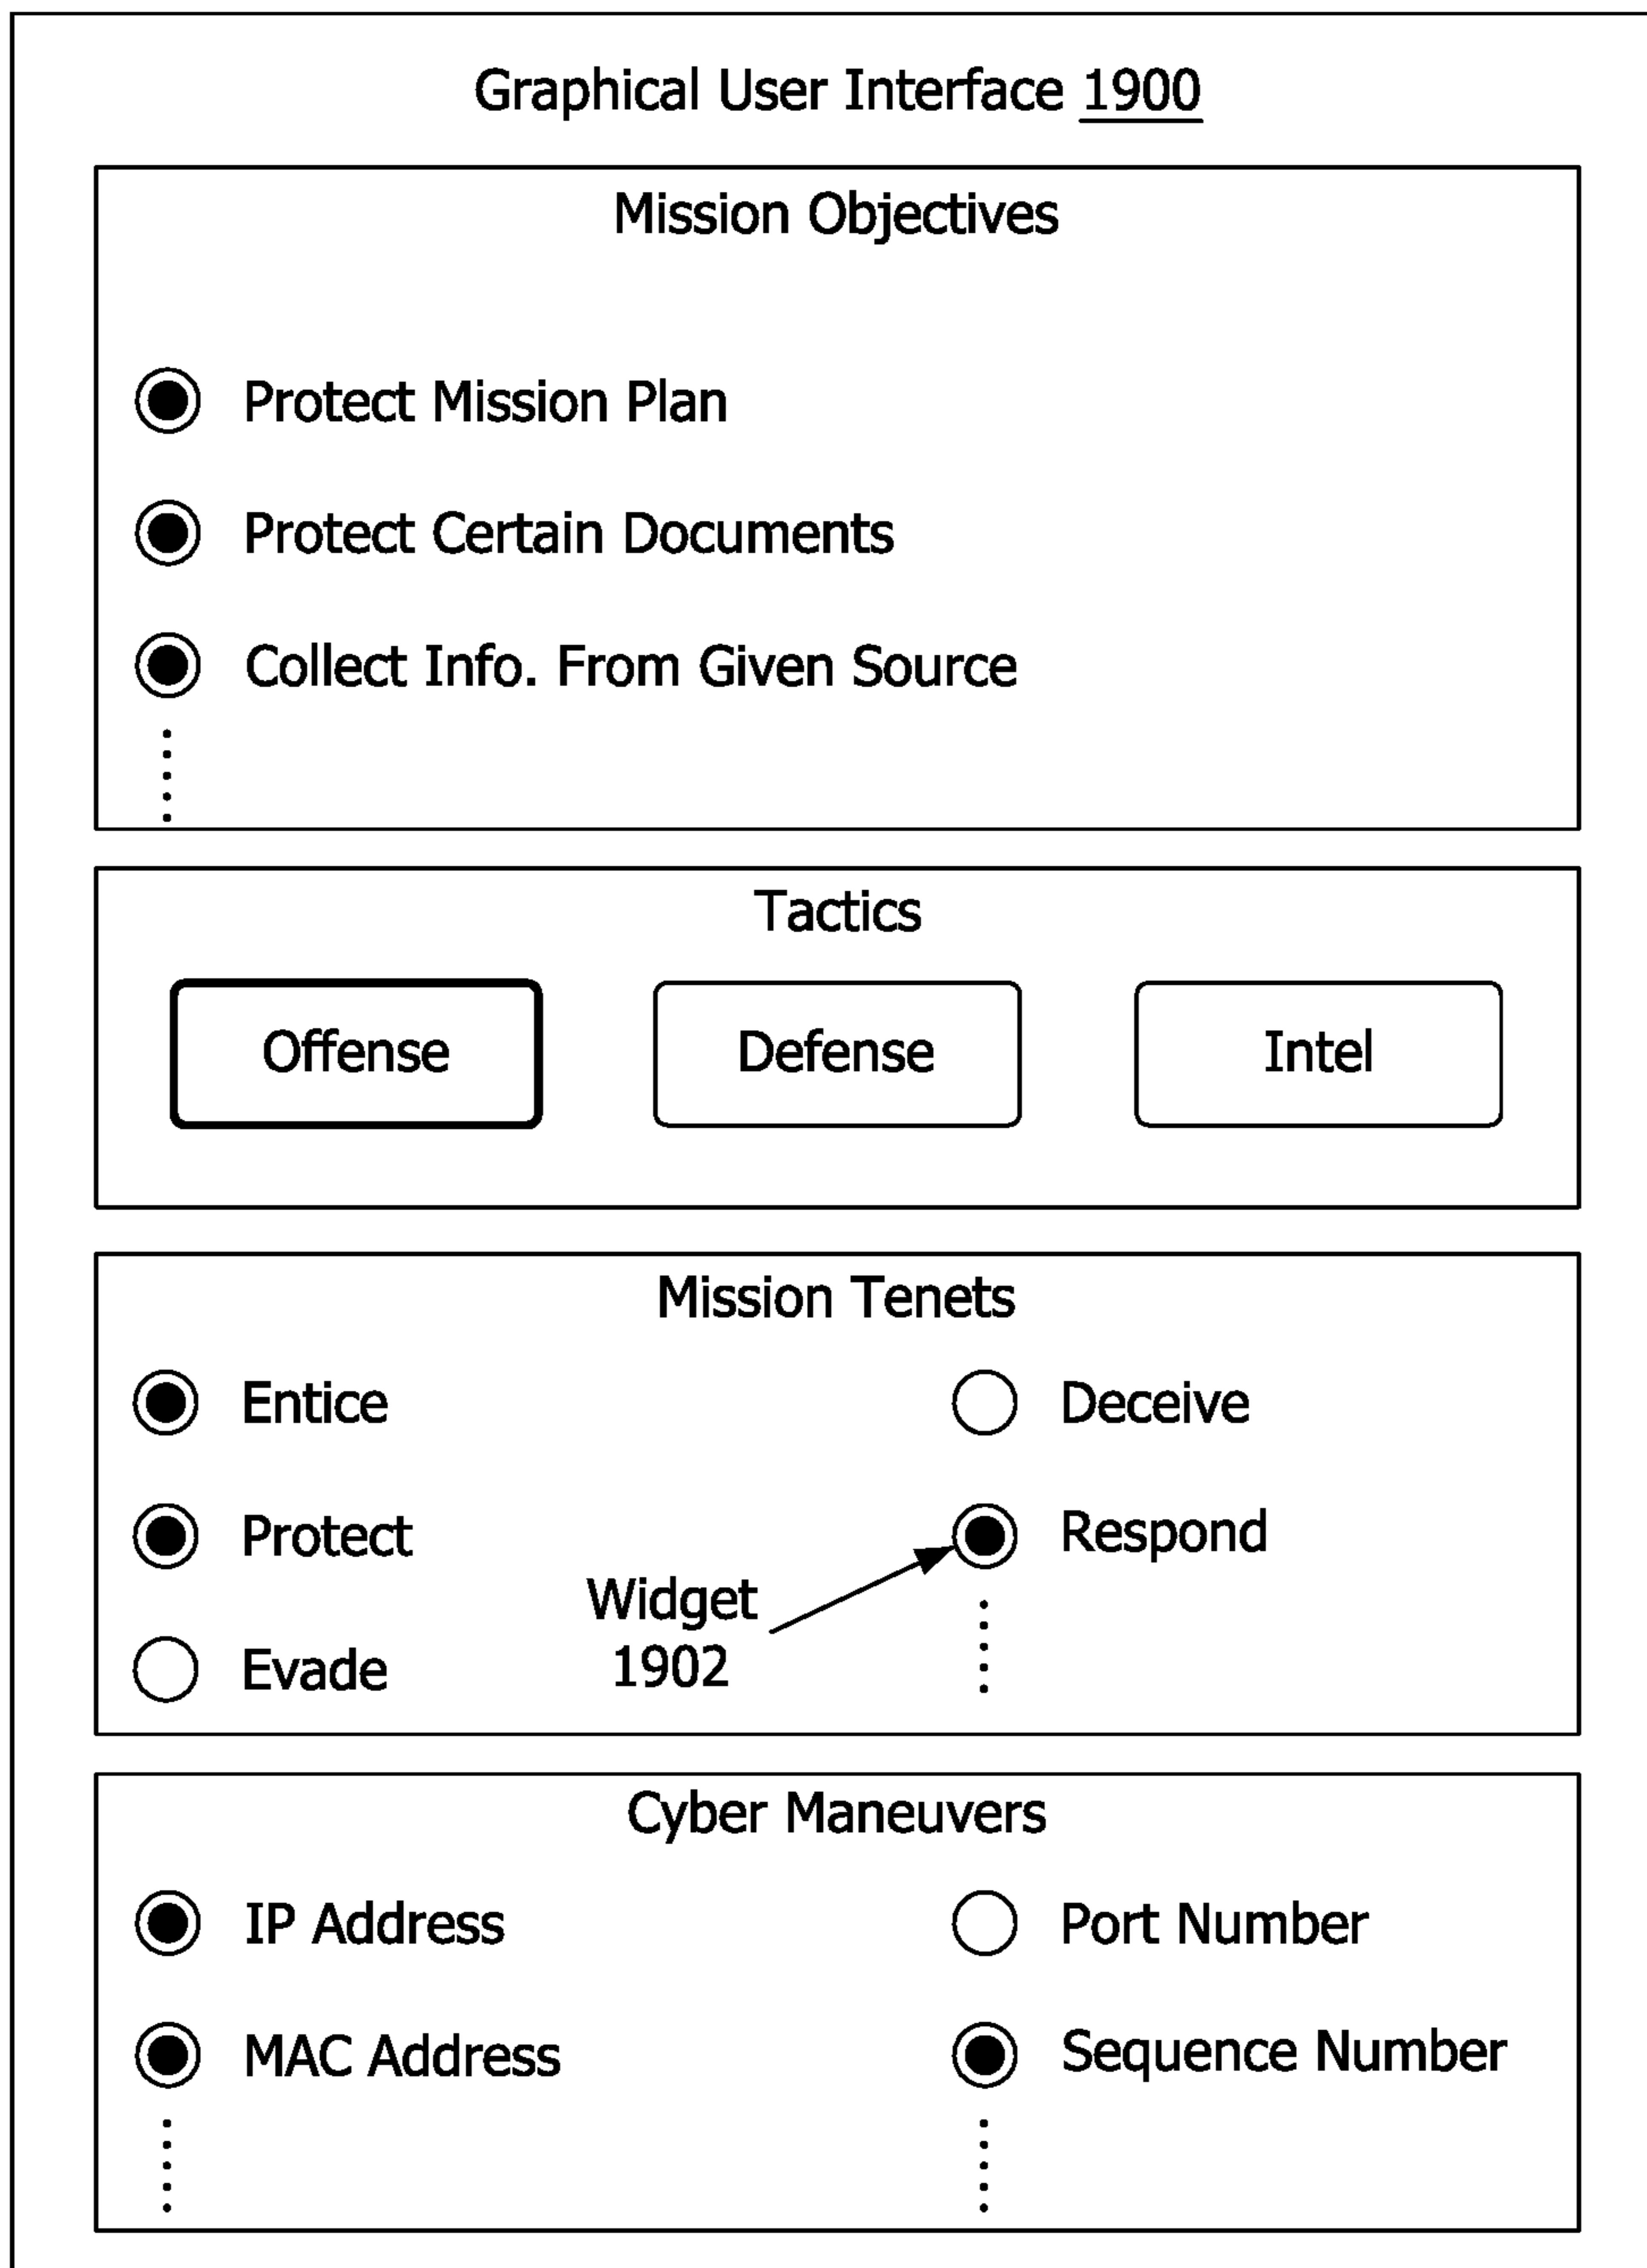 Graphical User Interface 1900
Mission Objectives
Protect Mission Plan
Protect Certain Documents
Collect Info. From Given Source
Tactics
Offense
Defense
Intel
Mission Tenets
Entice
Deceive
Protect
Respond
Widget
1902
Evade
Cyber Maneuvers
IP Address
Port Number
MAC Address
Sequence Number